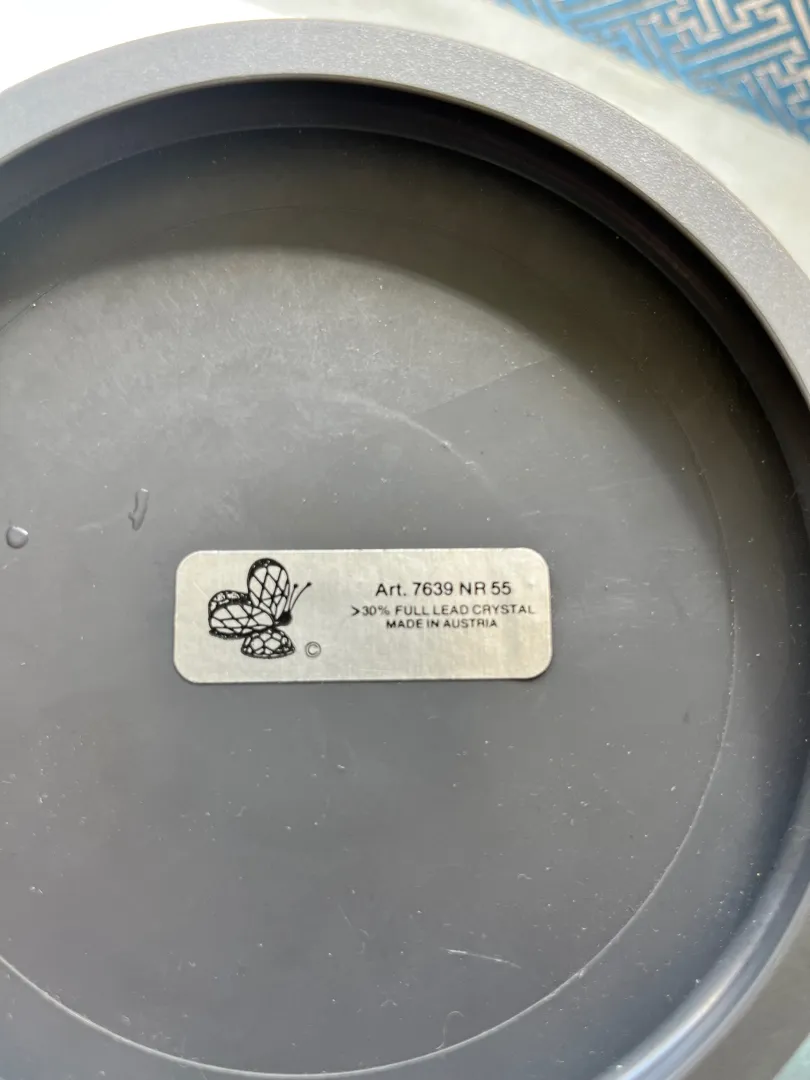 Art. 7639 NR 55
>30% FULL LEAD CRYSTAL
MADE IN AUSTRIA
©